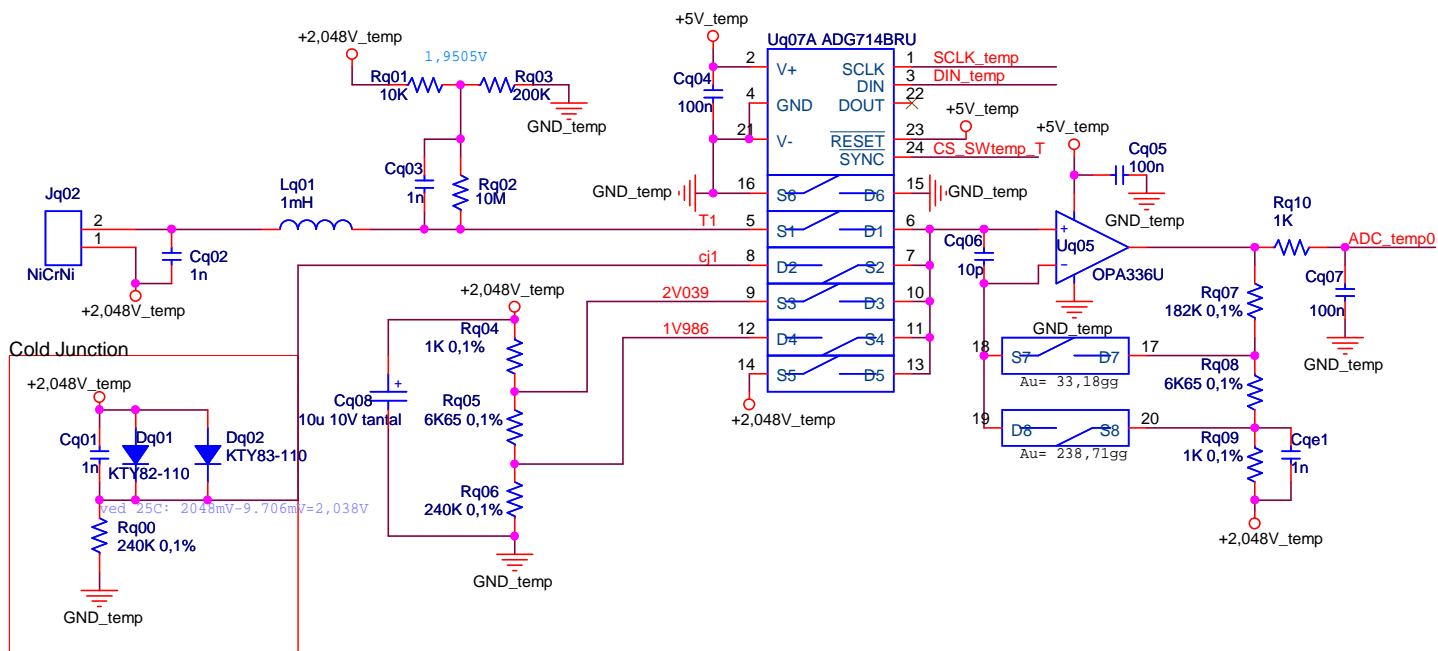 +5V_temp
Uq07A ADG714BRU
+2,048V_temp
1,9505V
Rq01
10K
Rq03
200K
GND_temp
Cq04
100n
2
V+
4
GND
21
V-
SCLK
1
SCLK_temp
DIN
3
DIN_temp
DOUT
22
RESET
23
+5V_temp
SYNC
24
CS_SWtemp_T
GND_temp
16
S6
D6
15
GND_temp
T1
5
S1
D1
6
cj1
8
D2
S2
7
2V039
9
S3
D3
10
1V986
12
D4
S4
11
14
S5
D5
13
+2,048V_temp
Cq03
1n
Rq02
10M
Jq02
2
1
NiCrNi
Lq01
1mH
Cq02
1n
+2,048V_temp
+5V_temp
Cq05
100n
GND_temp
Cq06
10p
+
-
Uq05
OPA336U
GND_temp
Rq10
1K
ADC_temp0
Cq07
100n
GND_temp
Rq07
182K 0,1%
18
S7
D7
17
Au= 33,18gg
Rq08
6K65 0,1%
19
D8
S8
20
Au= 238,71gg
Rq09
1K 0,1%
Cqe1
1n
+2,048V_temp
+2,048V_temp
Rq04
1K 0,1%
+
Cq08
10u 10V tantal
Rq05
6K65 0,1%
Rq06
240K 0,1%
GND_temp
Cold Junction
+2,048V_temp
Cq01
1n
Dq01
KTY82-110
Dq02
KTY83-110
ved 25C: 2048mV-9.706mV=2,038V
Rq00
240K 0,1%
GND_temp